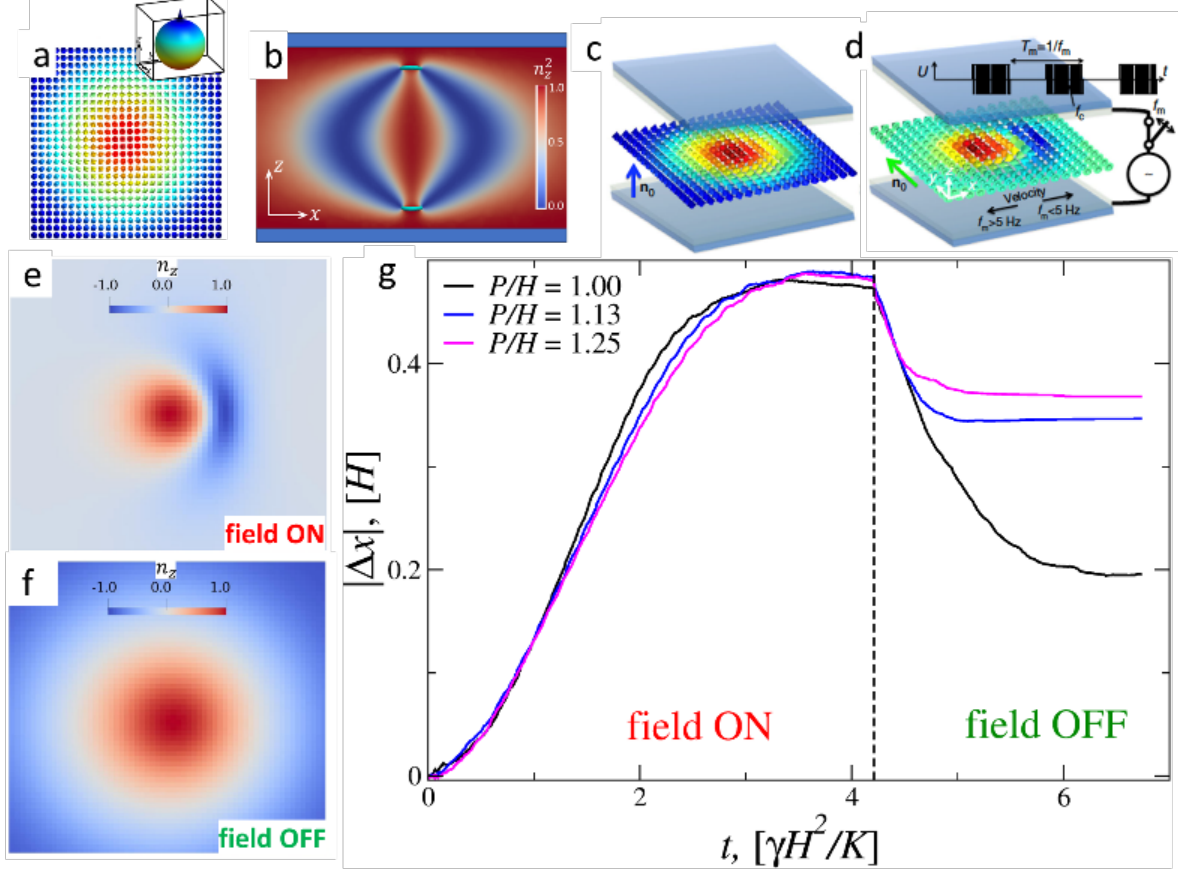 a
b
n_z^2
1.0
0.5
0.0
z
x
c
n_0
d
T_m=1/f_m
U
t
f_c
f_m
n_0
~
Velocity
f_m>5 Hz
f_m<5 Hz
e
n_z
-1.0 0.0 1.0
field ON
f
n_z
-1.0 0.0 1.0
field OFF
g
P/H = 1.00
P/H = 1.13
P/H = 1.25
0.4
0.2
0
|Δx|, [H]
field ON
field OFF
0 2 4 6
t, [γH²/K]